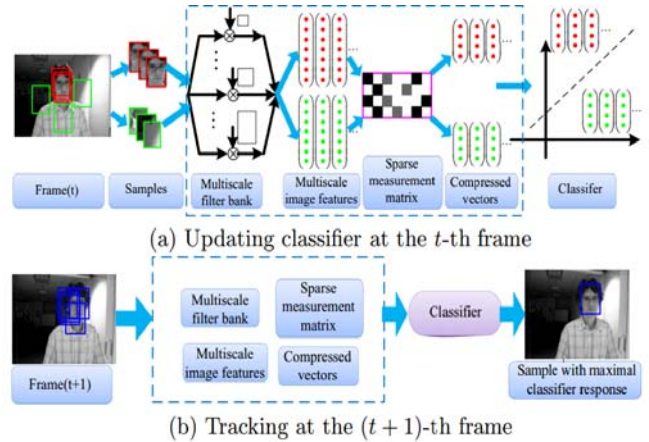 Frame(t)
Samples
Multiscale
filter bank
Multiscale
image features
Sparse
measurement
matrix
Compressed
vectors
Classifer
(a) Updating classifier at the t-th frame
Frame(t+1)
Multiscale
filter bank
Sparse
measurement
matrix
Multiscale
image features
Compressed
vectors
Classifier
Sample with maximal
classifier response
(b) Tracking at the (t + 1)-th frame